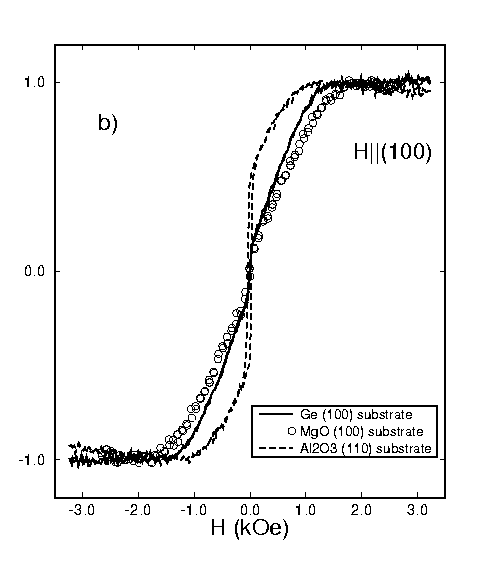 1.0
b)
H||(100)
0.0
Ge (100) substrate
MgO (100) substrate
Al2O3 (110) substrate
-1.0
-3.0 -2.0 -1.0 0.0 1.0 2.0 3.0
H (kOe)